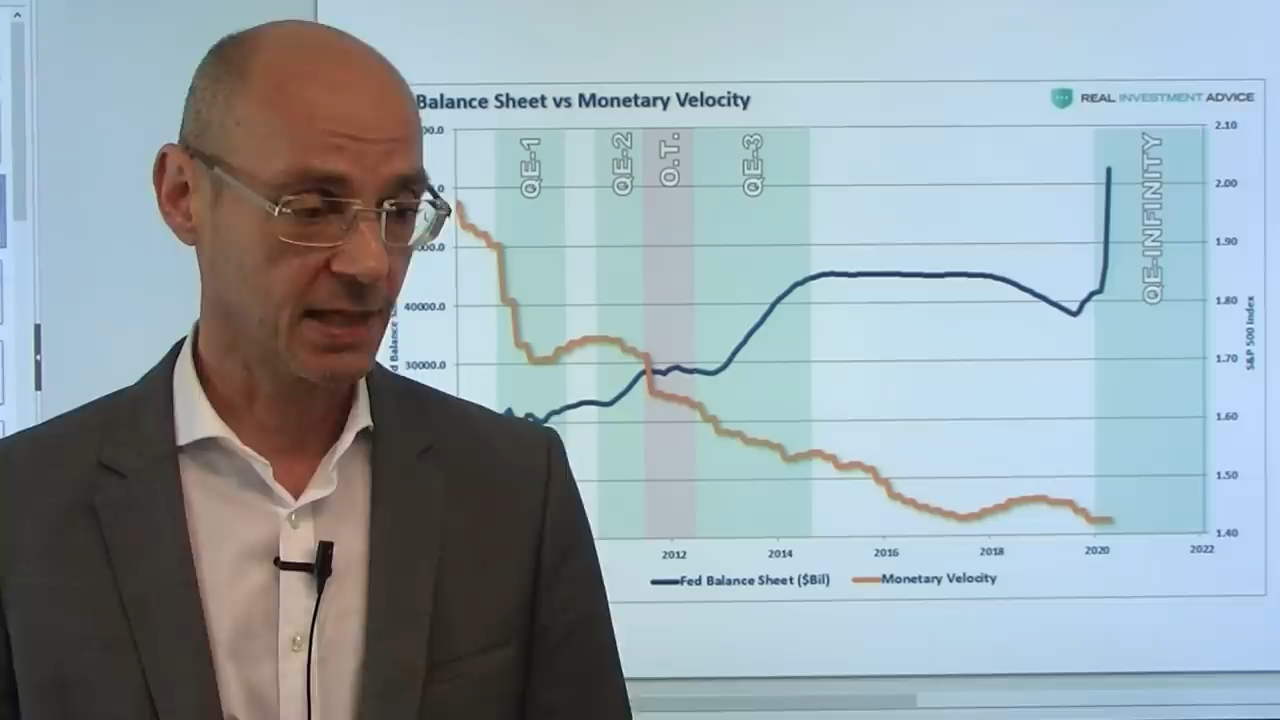 Balance Sheet vs Monetary Velocity
REAL INVESTMENT ADVICE
QE-1
QE-2
O.T.
QE-3
QE-INFINITY
40000.0
30000.0
2.10
2.00
1.90
1.80
1.70
1.60
1.50
1.40
Balance
S&P 500 Index
2012
2014
2016
2018
2020
2022
Fed Balance Sheet ($Bil)
Monetary Velocity